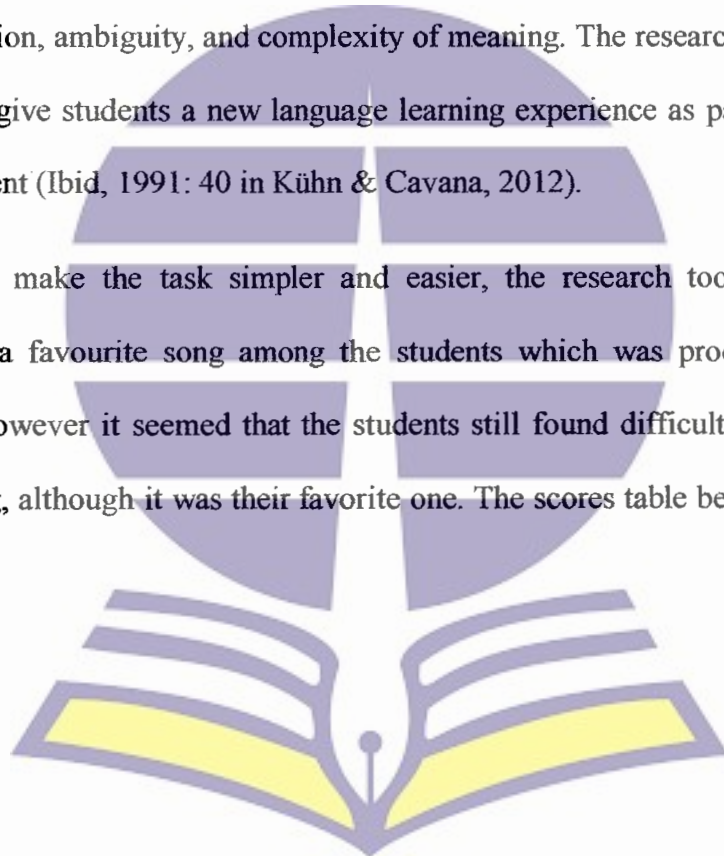 ion, ambiguity, and complexity of meaning. The researc
give students a new language learning experience as pa
ent (Ibid, 1991: 40 in Kühn & Cavana, 2012).
make the task simpler and easier, the research too
a favourite song among the students which was pro
owever it seemed that the students still found difficult
, although it was their favorite one. The scores table be